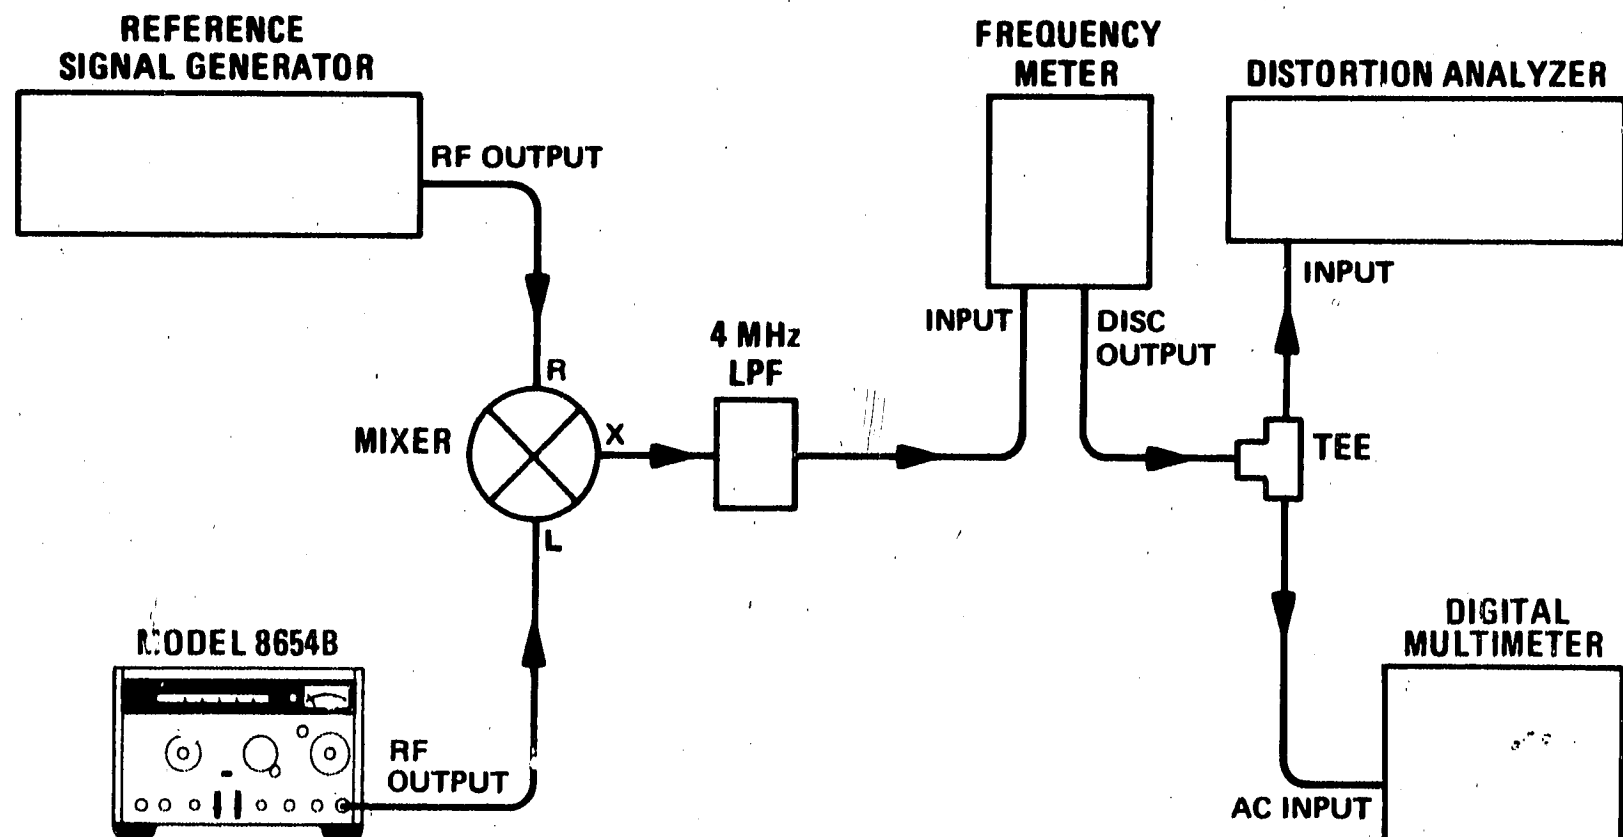 REFERENCE
SIGNAL GENERATOR
RF OUTPUT
FREQUENCY
METER
DISTORTION ANALYZER
INPUT
INPUT
DISC
OUTPUT
4 MHz
LPF
R
MIXER
X
L
TEE
MODEL 8654B
RF
OUTPUT
DIGITAL
MULTIMETER
AC INPUT